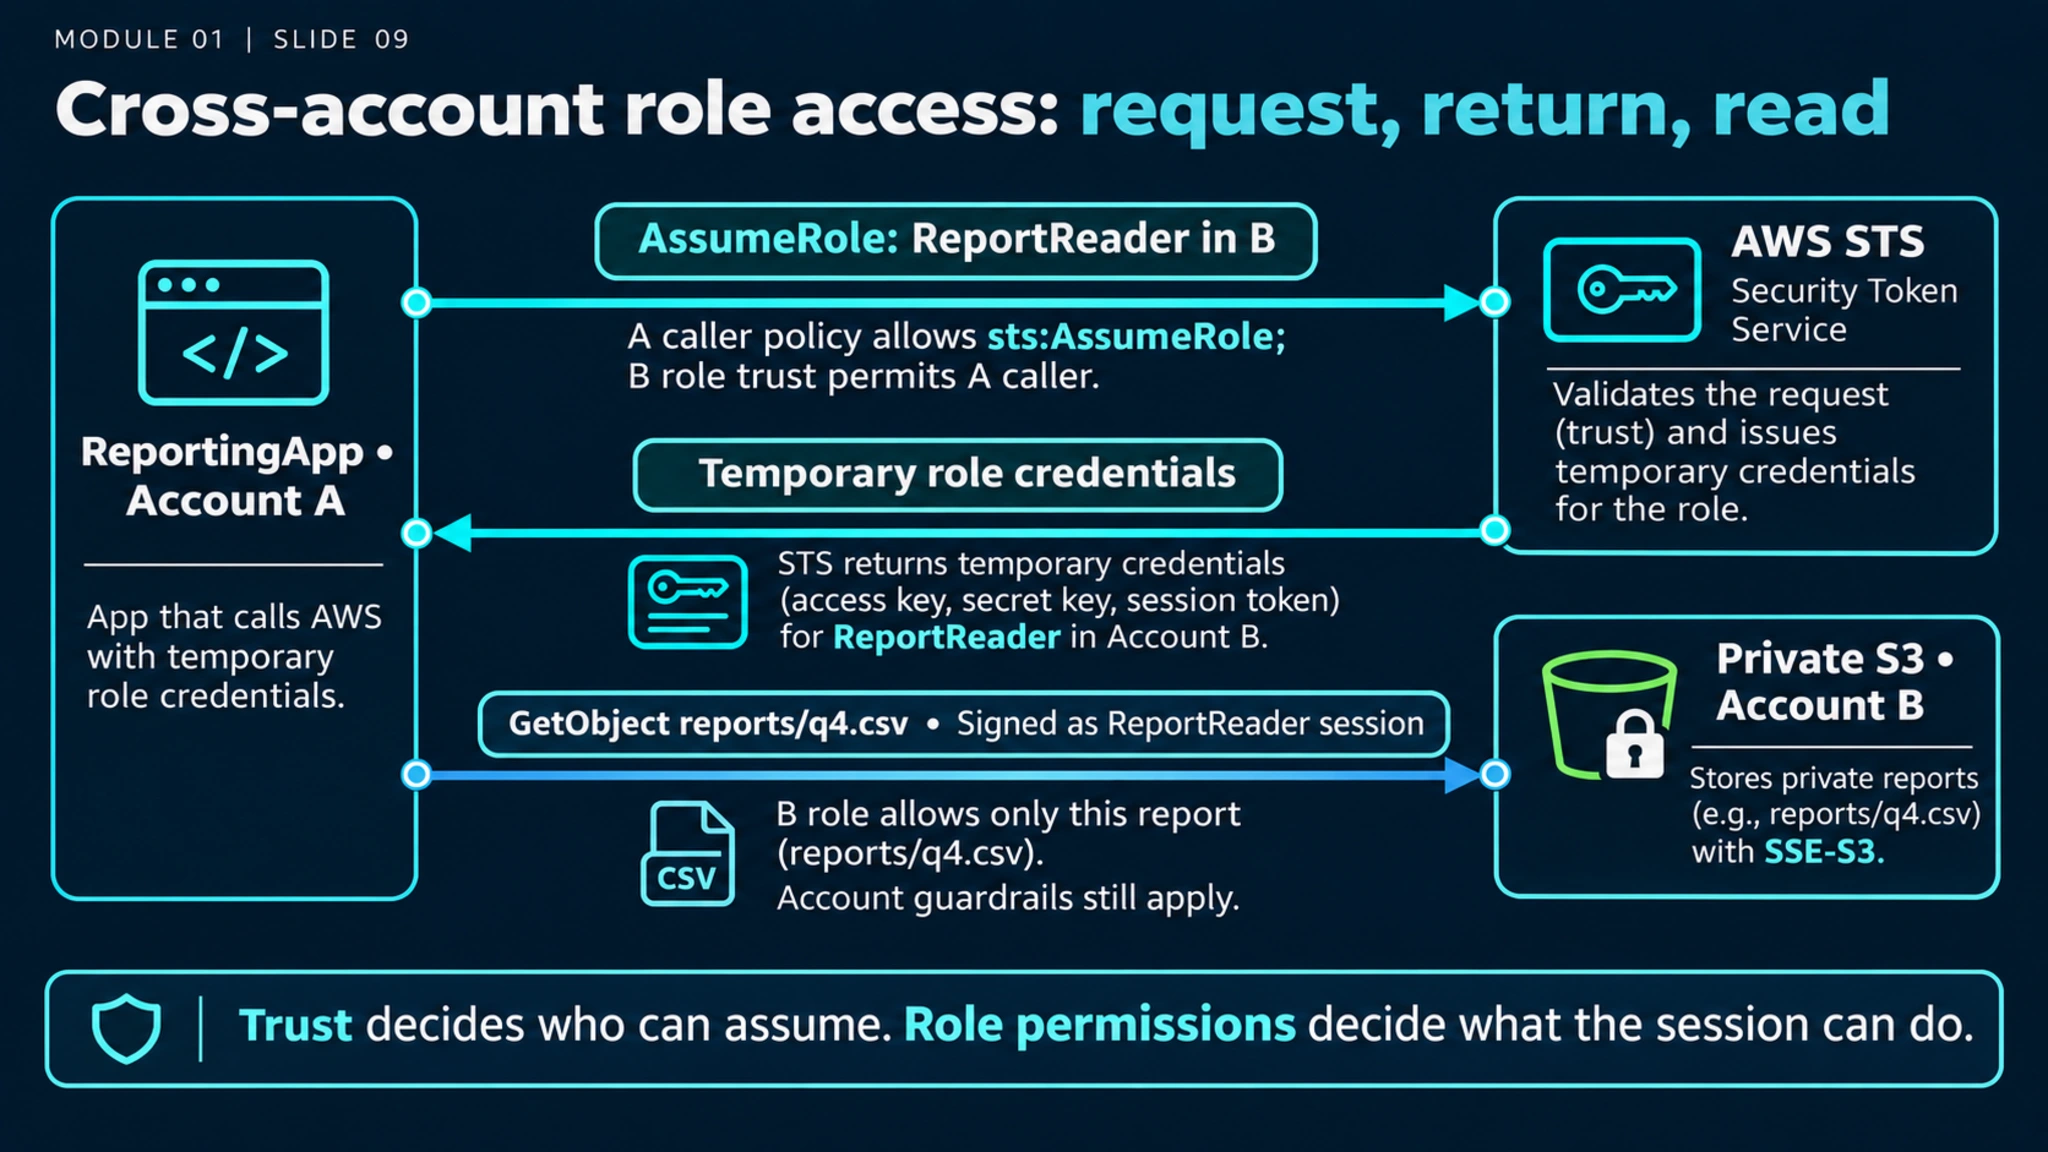 MODULE 01 | SLIDE 09
Cross-account role access: request, return, read
ReportingApp •
Account A
App that calls AWS
with temporary
role credentials.
AssumeRole: ReportReader in B
A caller policy allows sts:AssumeRole;
B role trust permits A caller.
AWS STS
Security Token
Service
Validates the request
(trust) and issues
temporary credentials
for the role.
Temporary role credentials
STS returns temporary credentials
(access key, secret key, session token)
for ReportReader in Account B.
GetObject reports/q4.csv • Signed as ReportReader session
CSV
B role allows only this report
(reports/q4.csv).
Account guardrails still apply.
Private S3 •
Account B
Stores private reports
(e.g., reports/q4.csv)
with SSE-S3.
Trust decides who can assume. Role permissions decide what the session can do.